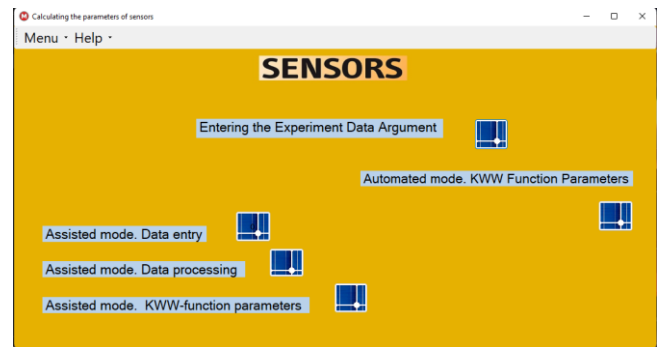 Calculating the parameters of sensors
Menu Help
SENSORS
Entering the Experiment Data Argument
Automated mode. KWW Function Parameters
Assisted mode. Data entry
Assisted mode. Data processing
Assisted mode. KWW-function parameters